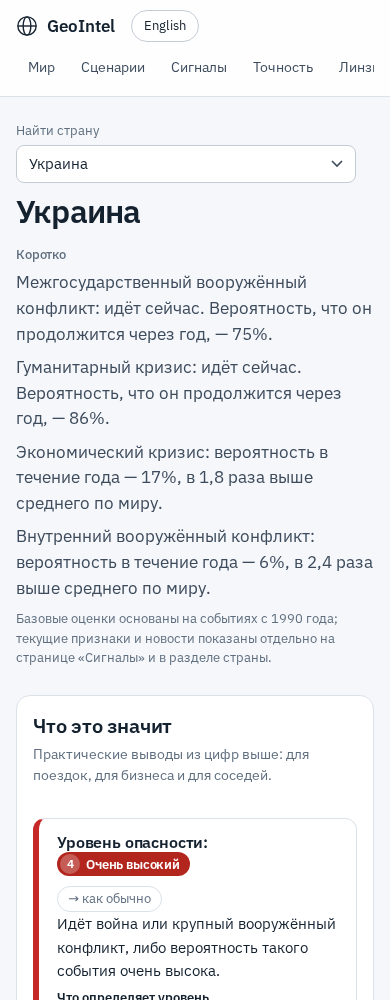 GeoIntel
English
Мир Сценарии Сигналы Точность Линзы
Найти страну
Украина
Украина
Коротко
Межгосударственный вооружённый
конфликт: идёт сейчас. Вероятность, что он
продолжится через год, — 75%.
Гуманитарный кризис: идёт сейчас.
Вероятность, что он продолжится через
год, — 86%.
Экономический кризис: вероятность в
течение года — 17%, в 1,8 раза выше
среднего по миру.
Внутренний вооружённый конфликт:
вероятность в течение года — 6%, в 2,4 раза
выше среднего по миру.
Базовые оценки основаны на событиях с 1990 года;
текущие признаки и новости показаны отдельно на
странице «Сигналы» и в разделе страны.
Что это значит
Практические выводы из цифр выше: для
поездок, для бизнеса и для соседей.
Уровень опасности:
4 Очень высокий
→ как обычно
Идёт война или крупный вооружённый
конфликт, либо вероятность такого
события очень высока.
Что определяет уровень